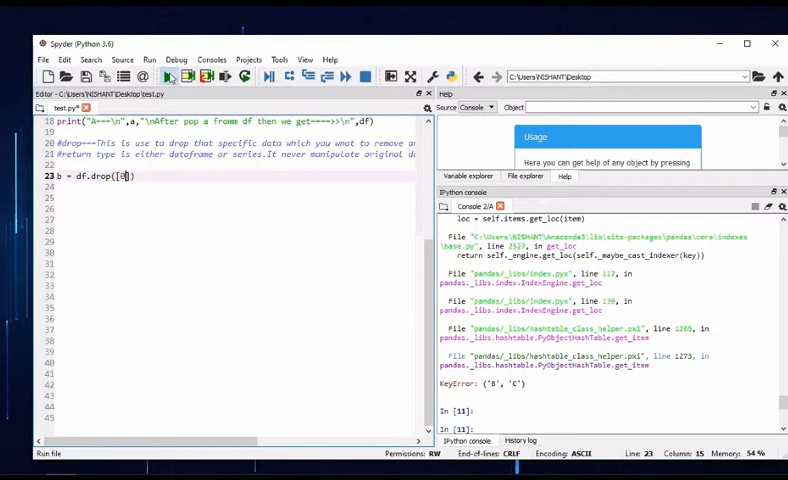 Spyder (Python 3.6)
File Edit Search Source Run Debug Consoles Projects Tools View Help
C:\Users\NISHANT\Desktop
Editor - C:\Users\NISHANT\Desktop\test.py
test.py*
18 print("A===\n",a,"\nAfter pop a fromm df then we get====>>\n",df)
19
20 #drop---This is use to drop that specific data which you wnat to remove an
21 #return type is either dataframe or series.It never manipulate original da
22
23 b = df.drop([0])
24
25
26
27
28
29
30
31
32
33
34
35
36
37
38
39
40
41
42
43
44
45
Help
Source Console Object
Usage
Here you can get help of any object by pressing
Variable explorer File explorer Help
IPython console
Console 2/A
loc = self.items.get_loc(item)
File "C:\Users\NISHANT\Anaconda3\lib\site-packages\pandas\core\indexes
\base.py", line 2527, in get_loc
return self._engine.get_loc(self._maybe_cast_indexer(key))
File "pandas/_libs/index.pyx", line 117, in
pandas._libs.index.IndexEngine.get_loc
File "pandas/_libs/index.pyx", line 139, in
pandas._libs.index.IndexEngine.get_loc
File "pandas/_libs/hashtable_class_helper.pxi", line 1265, in
pandas._libs.hashtable.PyObjectHashTable.get_item
File "pandas/_libs/hashtable_class_helper.pxi", line 1273, in
pandas._libs.hashtable.PyObjectHashTable.get_item
KeyError: ('B', 'C')
In [11]:
In [11]:
IPython console History log
Run file Permissions: RW End-of-lines: CRLF Encoding: ASCII Line: 23 Column: 15 Memory: 54 %